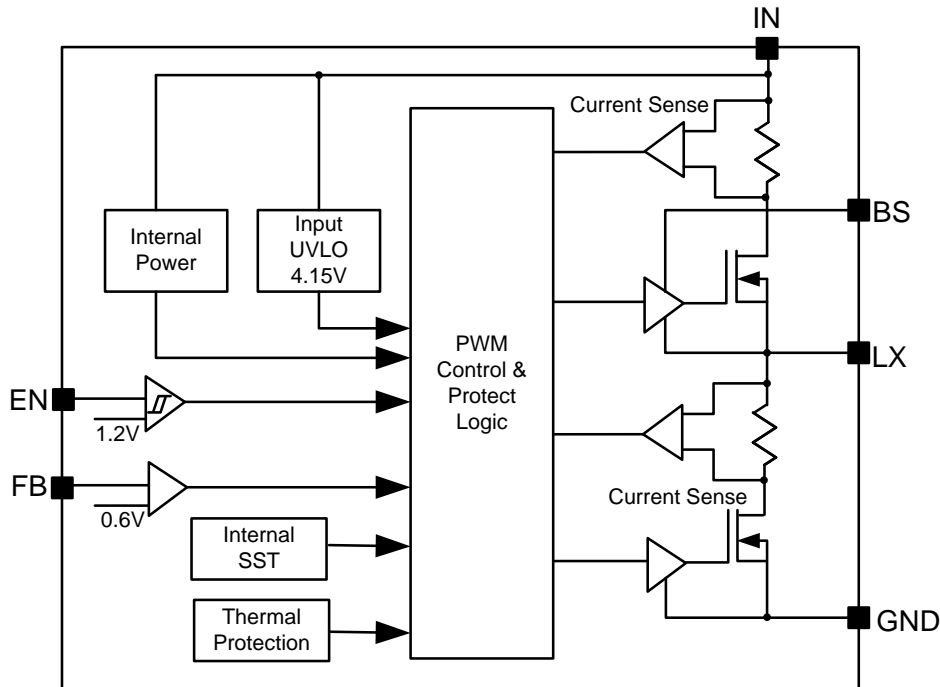 IN
Current Sense
BS
Internal
Power
Input
UVLO
4.15V
PWM
Control &
Protect
Logic
LX
EN
1.2V
FB
0.6V
Current Sense
Internal
SST
Thermal
Protection
GND